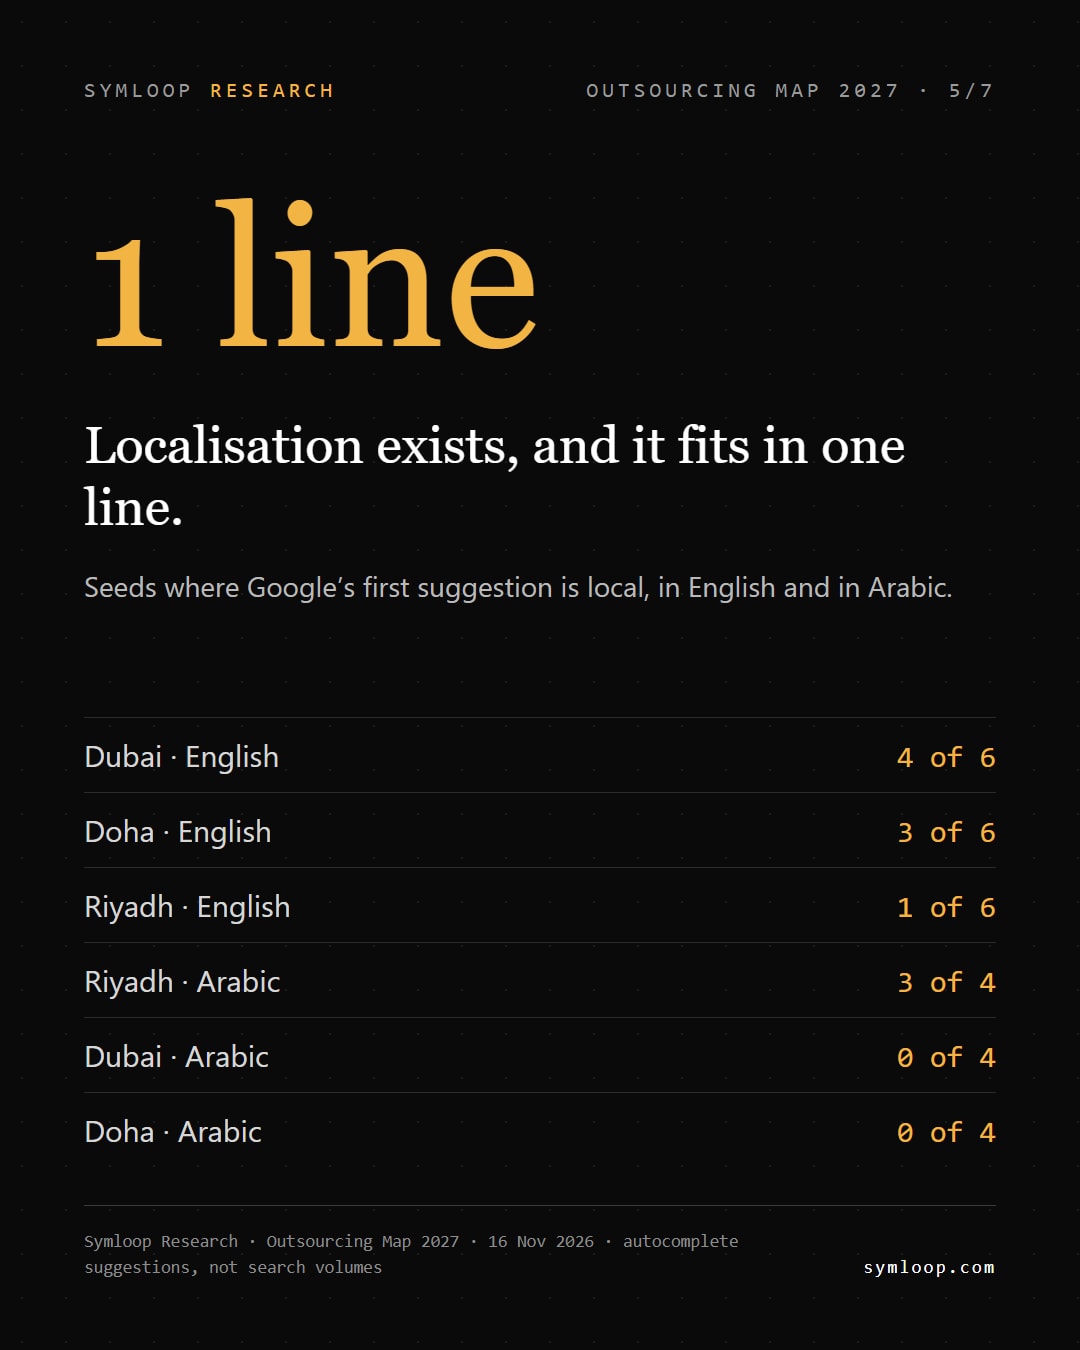 SYMLOOP RESEARCH
OUTSOURCING MAP 2027 · 5/7
1 line
Localisation exists, and it fits in one
line.
Seeds where Google’s first suggestion is local, in English and in Arabic.
Dubai · English 4 of 6
Doha · English 3 of 6
Riyadh · English 1 of 6
Riyadh · Arabic 3 of 4
Dubai · Arabic 0 of 4
Doha · Arabic 0 of 4
Symloop Research · Outsourcing Map 2027 · 16 Nov 2026 · autocomplete
suggestions, not search volumes
symloop.com